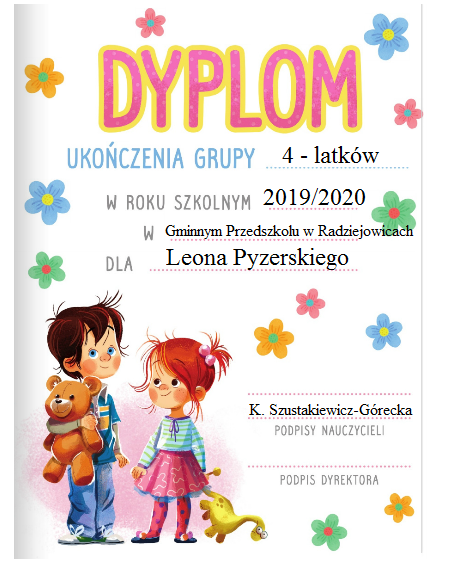 DYPLOM
UKOŃCZENIA GRUPY 4 - latków
W ROKU SZKOLNYM 2019/2020
W Gminnym Przedszkolu w Radziejowicach
DLA Leona Pyzerskiego
K. Szustakiewicz-Górecka
PODPISY NAUCZYCIELI
PODPIS DYREKTORA